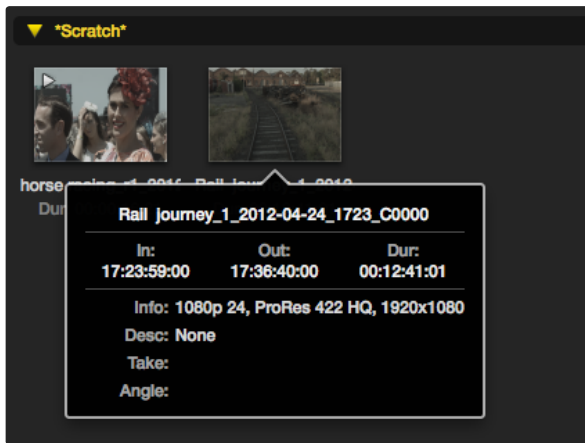 *Scratch*
Rail journey_1_2012-04-24_1723_C0000
In: Out: Dur:
17:23:59:00 17:36:40:00 00:12:41:01
Info: 1080p 24, ProRes 422 HQ, 1920x1080
Desc: None
Take:
Angle: